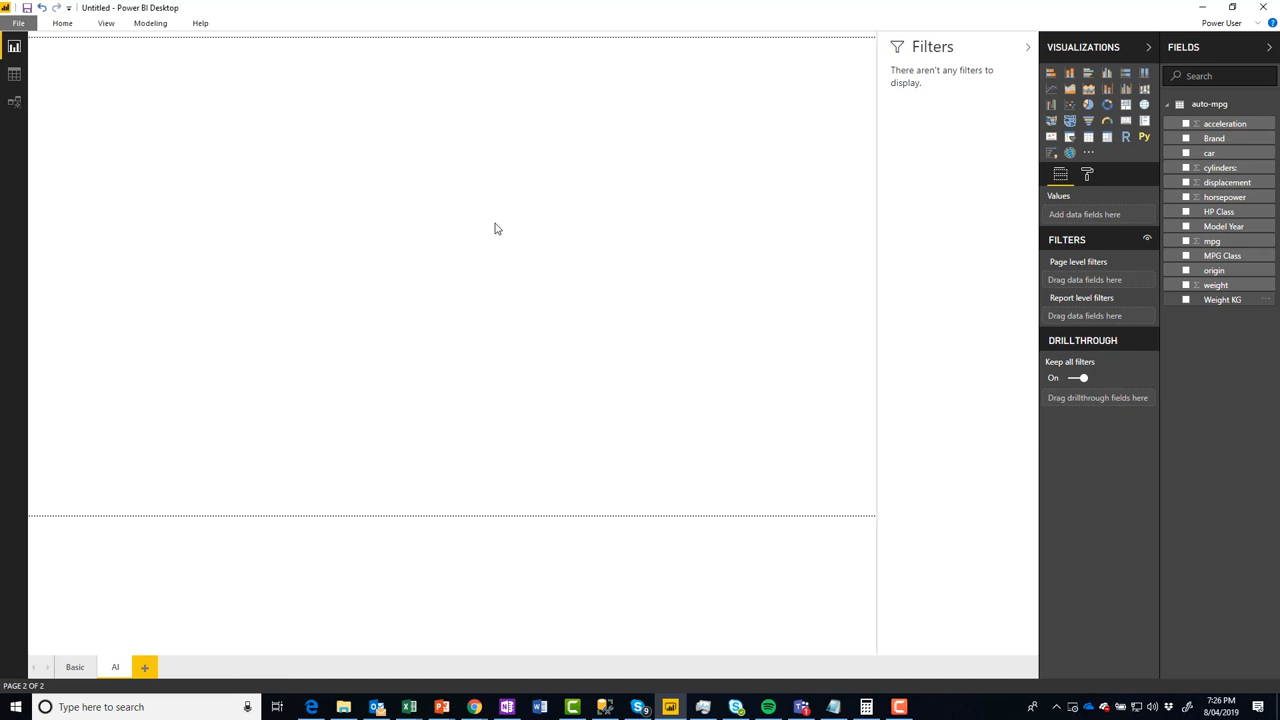 Untitled - Power BI Desktop
File Home View Modeling Help
Power User
Filters
There aren't any filters to
display.
VISUALIZATIONS
R Py
Values
Add data fields here
FILTERS
Page level filters
Drag data fields here
Report level filters
Drag data fields here
DRILLTHROUGH
Keep all filters
On
Drag drillthrough fields here
FIELDS
Search
auto-mpg
acceleration
Brand
car
cylinders:
displacement
horsepower
HP Class
Model Year
mpg
MPG Class
origin
weight
Weight KG
Basic AI
PAGE 2 OF 2
Type here to search
7:26 PM
8/04/2019